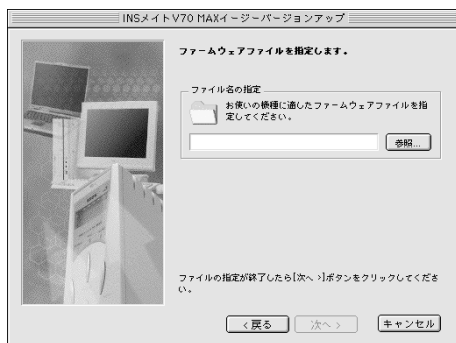 INSメイトV70 MAXイージーバージョンアップ
ファームウェアファイルを指定します。
ファイル名の指定
お使いの機種に適したファームウェアファイルを指
定してください。
参照...
ファイルの指定が終了したら[次へ >]ボタンをクリックしてくださ
い。
< 戻る
次へ >
キャンセル